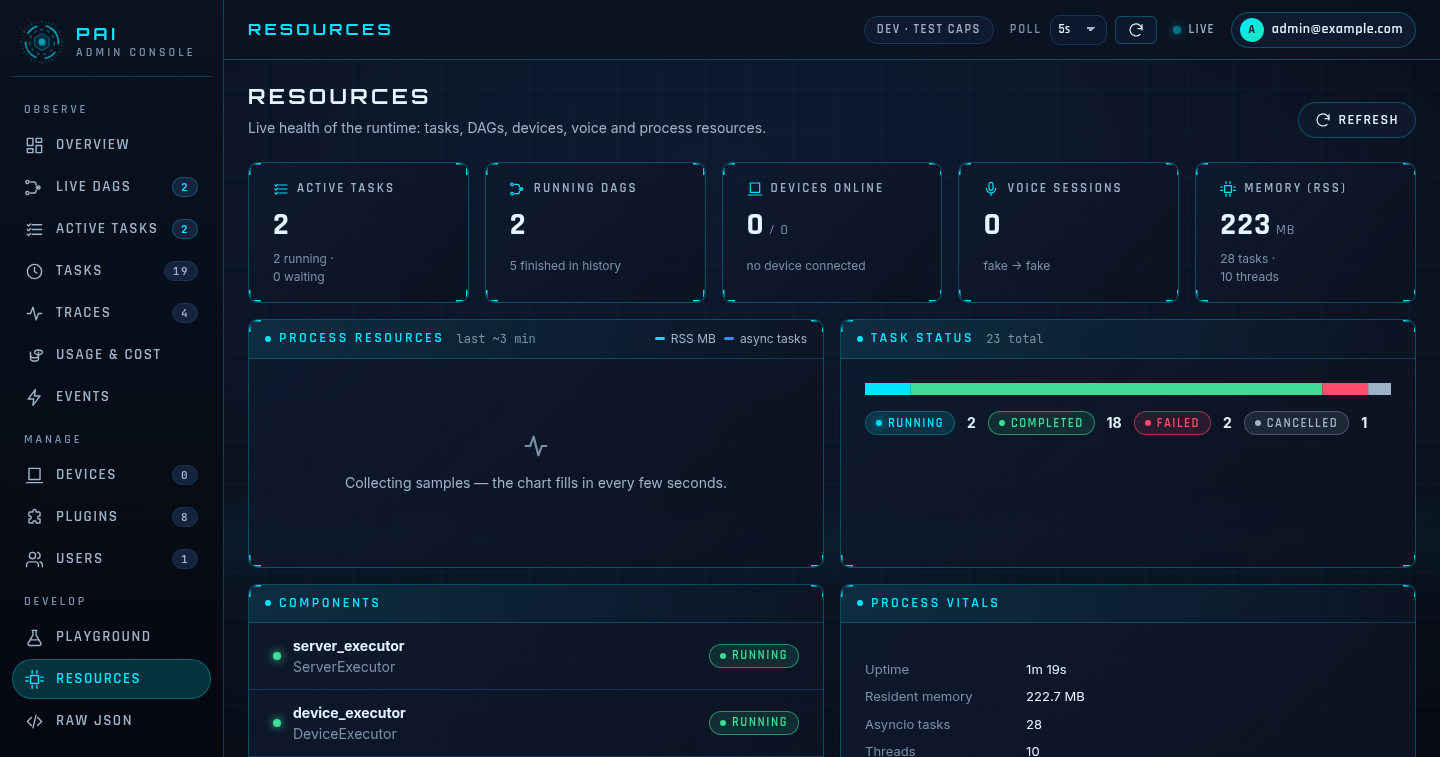 PAI
ADMIN CONSOLE
OBSERVE
OVERVIEW
LIVE DAGS 2
ACTIVE TASKS 2
TASKS 19
TRACES 4
USAGE & COST
EVENTS
MANAGE
DEVICES 0
PLUGINS 8
USERS 1
DEVELOP
PLAYGROUND
RESOURCES
RAW JSON
RESOURCES
DEV · TEST CAPS POLL 5s LIVE A admin@example.com
RESOURCES
Live health of the runtime: tasks, DAGs, devices, voice and process resources.
REFRESH
ACTIVE TASKS
2
2 running ·
0 waiting
RUNNING DAGS
2
5 finished in history
DEVICES ONLINE
0 / 0
no device connected
VOICE SESSIONS
0
fake → fake
MEMORY (RSS)
223 MB
28 tasks ·
10 threads
PROCESS RESOURCES last ~3 min RSS MB async tasks
Collecting samples — the chart fills in every few seconds.
TASK STATUS 23 total
RUNNING 2 COMPLETED 18 FAILED 2 CANCELLED 1
COMPONENTS
server_executor
ServerExecutor
RUNNING
device_executor
DeviceExecutor
RUNNING
PROCESS VITALS
Uptime 1m 19s
Resident memory 222.7 MB
Asyncio tasks 28
Threads 10